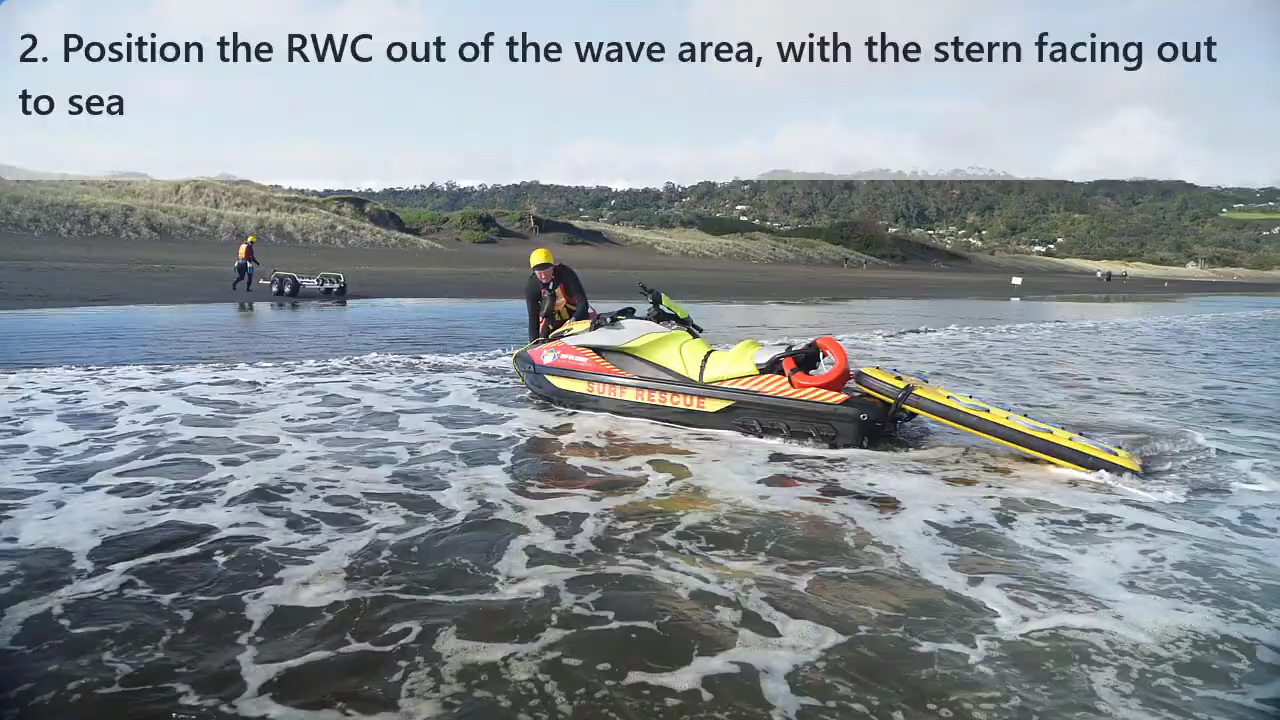 2. Position the RWC out of the wave area, with the stern facing out
to sea
SURF RESCUE